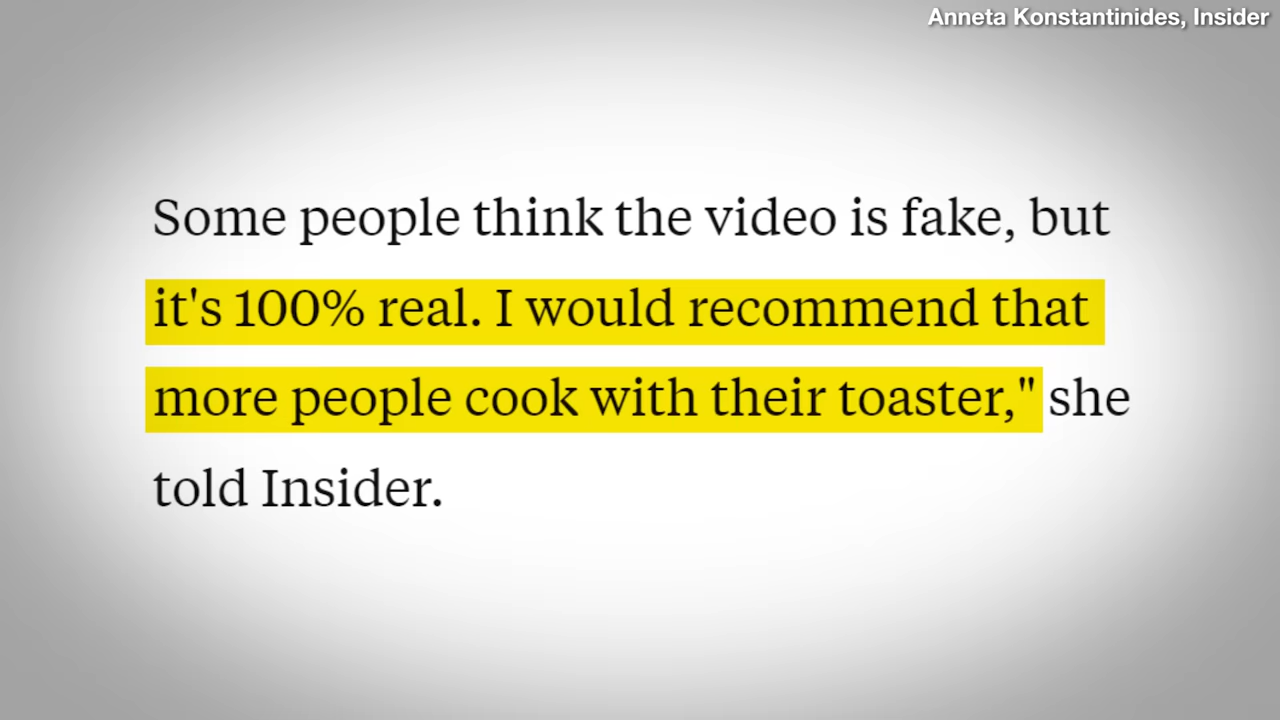 Anneta Konstantinides, Insider
Some people think the video is fake, but
it's 100% real. I would recommend that
more people cook with their toaster," she
told Insider.